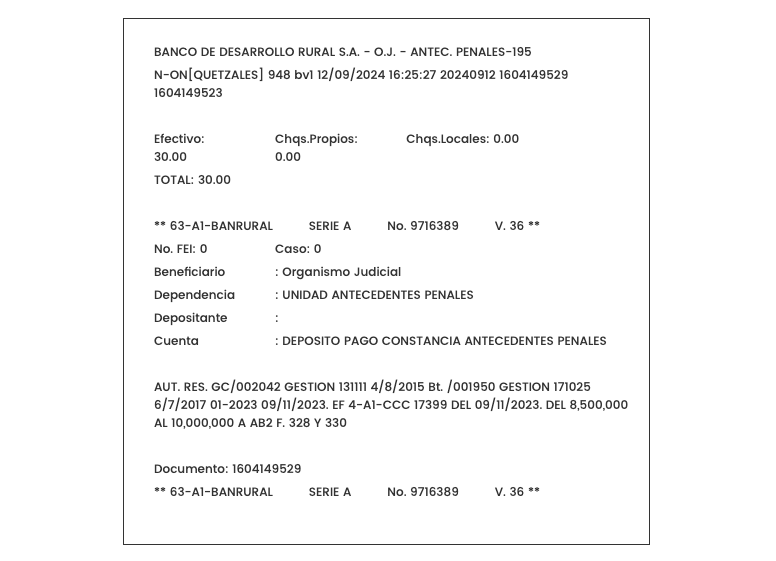 BANCO DE DESARROLLO RURAL S.A. - O.J. - ANTEC. PENALES-195
N-ON[QUETZALES] 948 bv1 12/09/2024 16:25:27 20240912 1604149529
1604149523
Efectivo: Chqs.Propios: Chqs.Locales: 0.00
30.00 0.00
TOTAL: 30.00
** 63-A1-BANRURAL SERIE A No. 9716389 V. 36 **
No. FEI: 0 Caso: 0
Beneficiario : Organismo Judicial
Dependencia : UNIDAD ANTECEDENTES PENALES
Depositante :
Cuenta : DEPOSITO PAGO CONSTANCIA ANTECEDENTES PENALES
AUT. RES. GC/002042 GESTION 131111 4/8/2015 Bt. /001950 GESTION 171025
6/7/2017 01-2023 09/11/2023. EF 4-A1-CCC 17399 DEL 09/11/2023. DEL 8,500,000
AL 10,000,000 A AB2 F. 328 Y 330
Documento: 1604149529
** 63-A1-BANRURAL SERIE A No. 9716389 V. 36 **